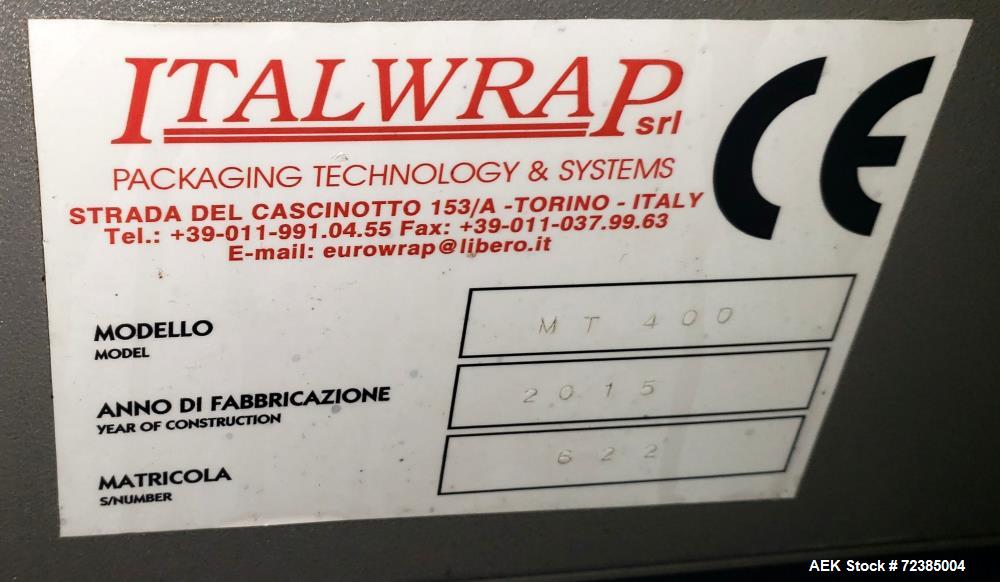 ITALWRAP srl
CE
PACKAGING TECHNOLOGY & SYSTEMS
STRADA DEL CASCINOTTO 153/A -TORINO - ITALY
Tel.: +39-011-991.04.55 Fax: +39-011-037.99.63
E-mail: eurowrap@libero.it
MODELLO
MODEL
MT 400
ANNO DI FABBRICAZIONE
YEAR OF CONSTRUCTION
2015
MATRICOLA
S/NUMBER
622
AEK Stock # 72385004